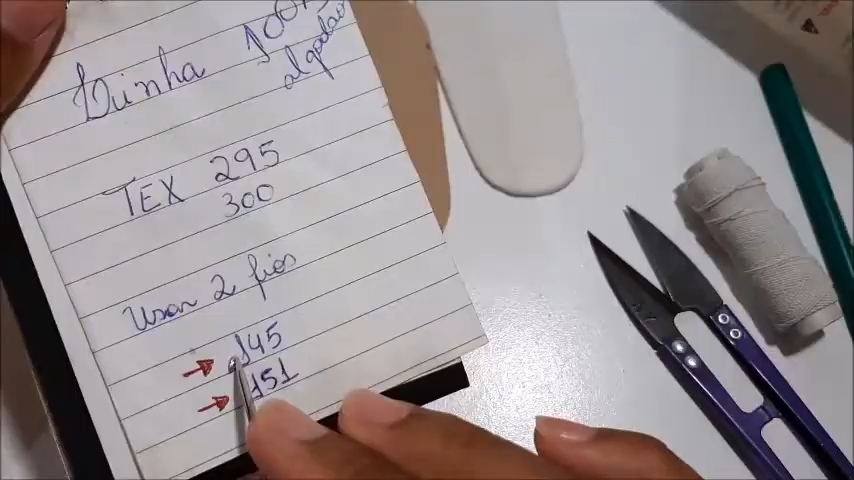 Linha 100%
algodão
TEX 295
300
Usar 2 fios
145
151